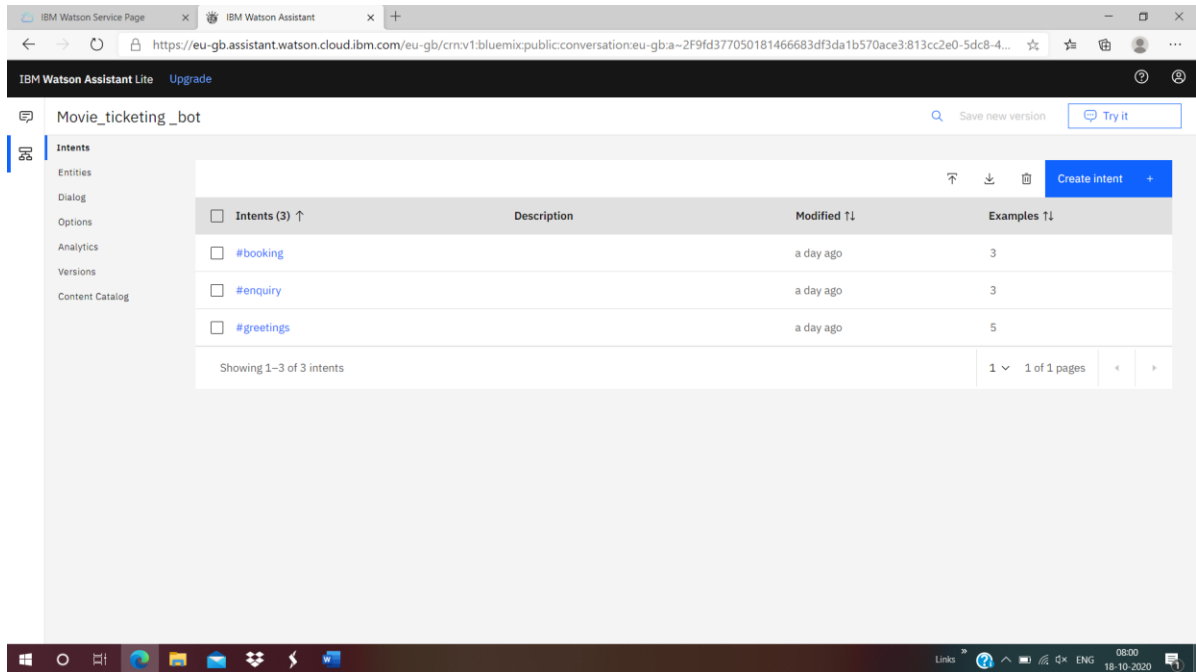 IBM Watson Service Page
IBM Watson Assistant
https://eu-gb.assistant.watson.cloud.ibm.com/eu-gb/crn:v1:bluemix:public:conversation:eu-gb:a~2F9fd377050181466683df3da1b570ace3:813cc2e0-5dc8-4...
IBM Watson Assistant Lite Upgrade
Movie_ticketing _bot
Save new version
Try it
Intents
Entities
Dialog
Options
Analytics
Versions
Content Catalog
Create intent +
Intents (3) ↑ Description Modified ↑↓ Examples ↑↓
#booking a day ago 3
#enquiry a day ago 3
#greetings a day ago 5
Showing 1–3 of 3 intents 1 1 of 1 pages
Links » ENG 08:00
18-10-2020